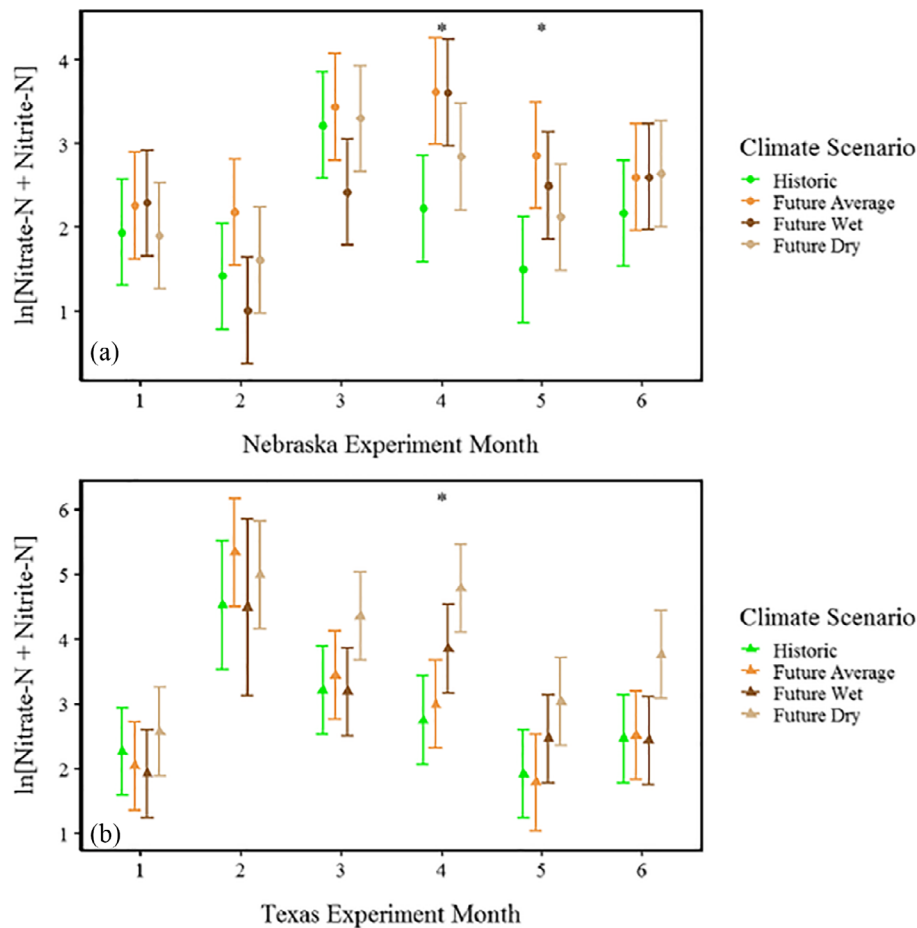 * *
4
3
2
1
ln[Nitrate-N + Nitrite-N]
(a)
1 2 3 4 5 6
Nebraska Experiment Month
Climate Scenario
Historic
Future Average
Future Wet
Future Dry
*
6
5
4
3
2
1
ln[Nitrate-N + Nitrite-N]
(b)
1 2 3 4 5 6
Texas Experiment Month
Climate Scenario
Historic
Future Average
Future Wet
Future Dry